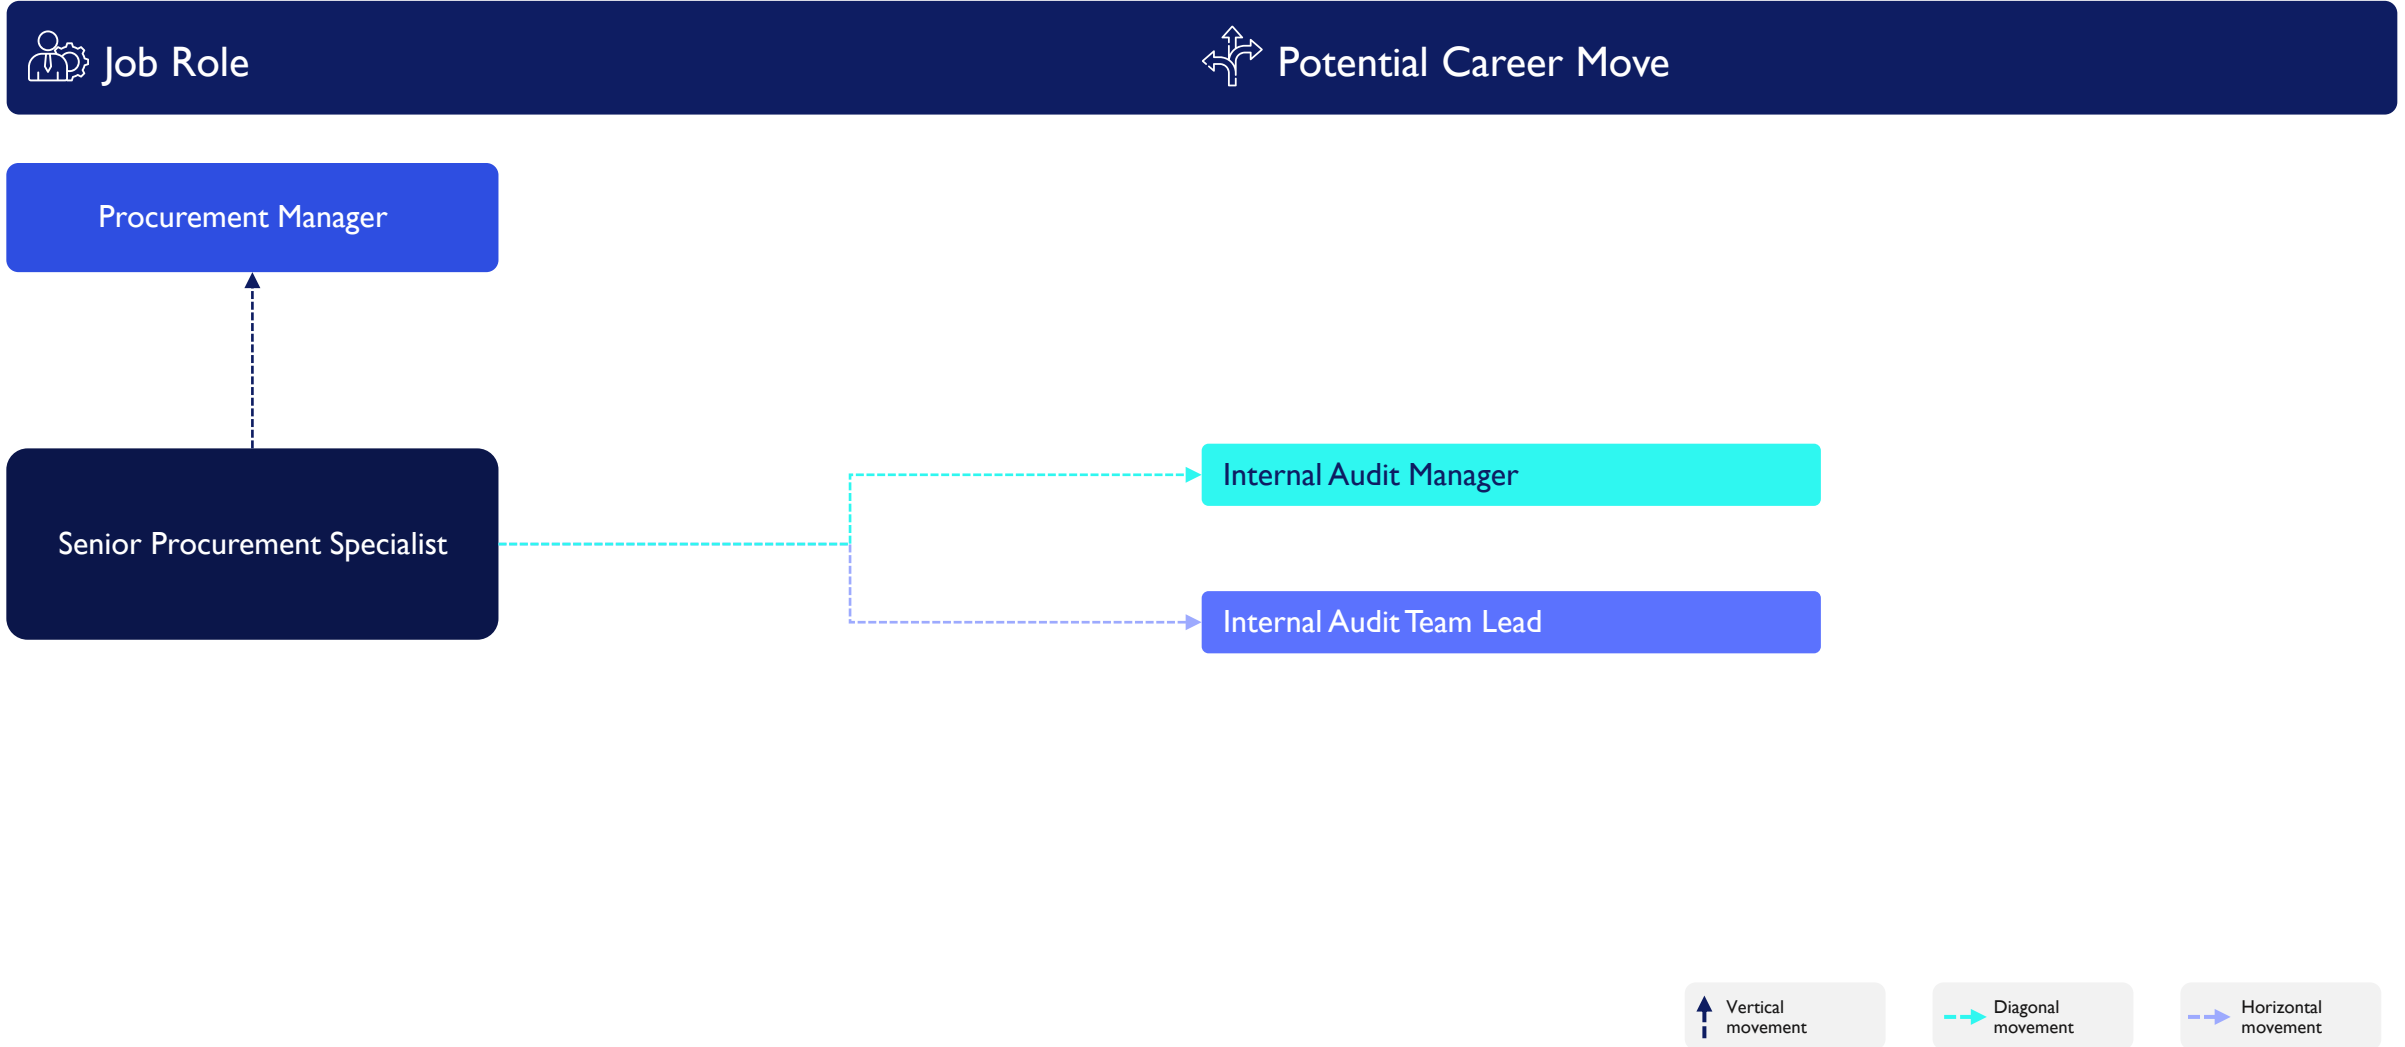 Job Role
Potential Career Move
Procurement Manager
Senior Procurement Specialist
Internal Audit Manager
Internal Audit Team Lead
Vertical
movement
Diagonal
movement
Horizontal
movement